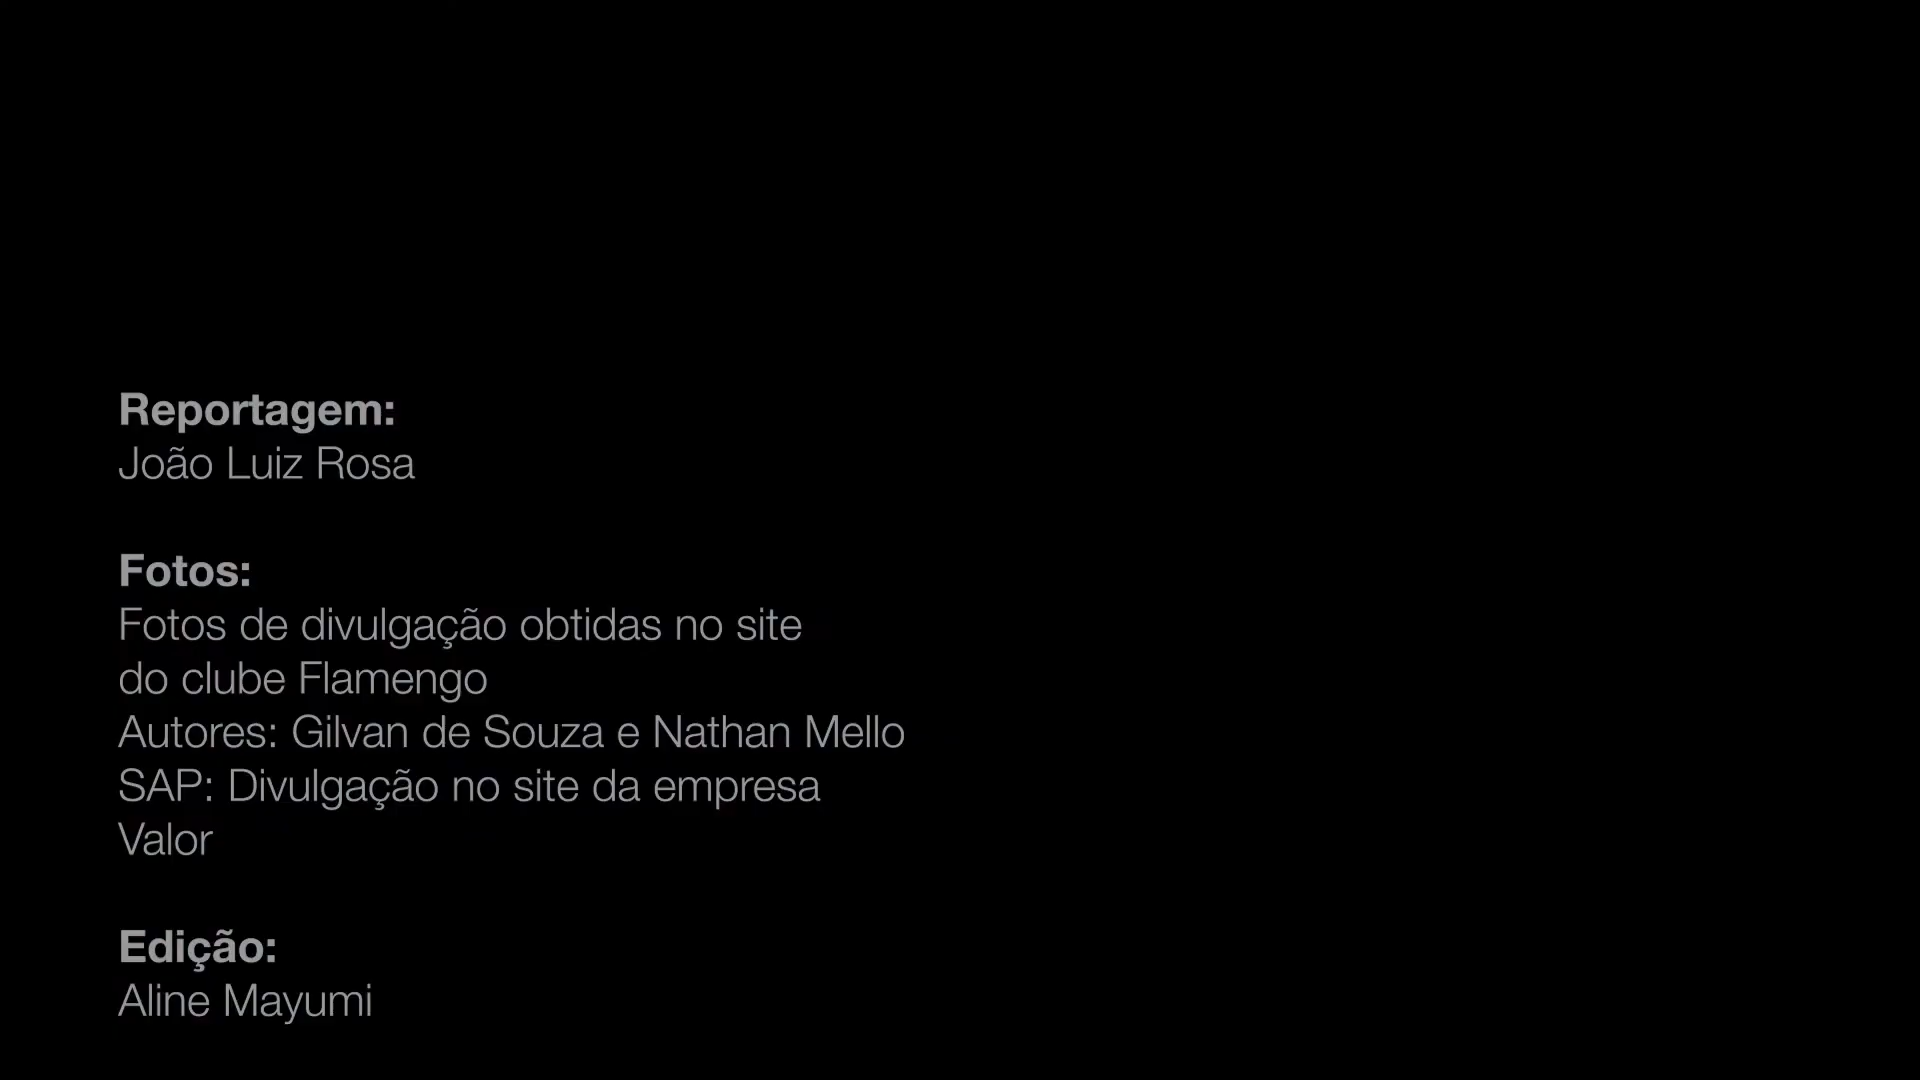 Reportagem:
João Luiz Rosa
Fotos:
Fotos de divulgação obtidas no site
do clube Flamengo
Autores: Gilvan de Souza e Nathan Mello
SAP: Divulgação no site da empresa
Valor
Edição:
Aline Mayumi